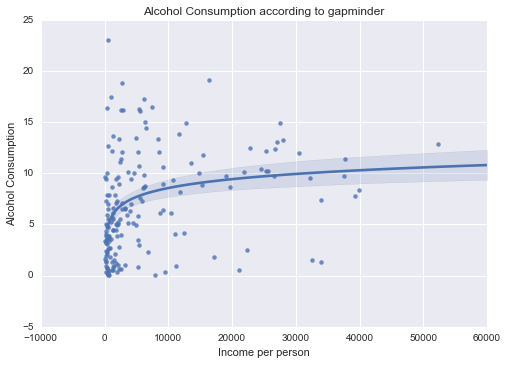 Alcohol Consumption according to gapminder
25
20
15
10
5
0
−5
Alcohol Consumption
−10000 0 10000 20000 30000 40000 50000 60000
Income per person